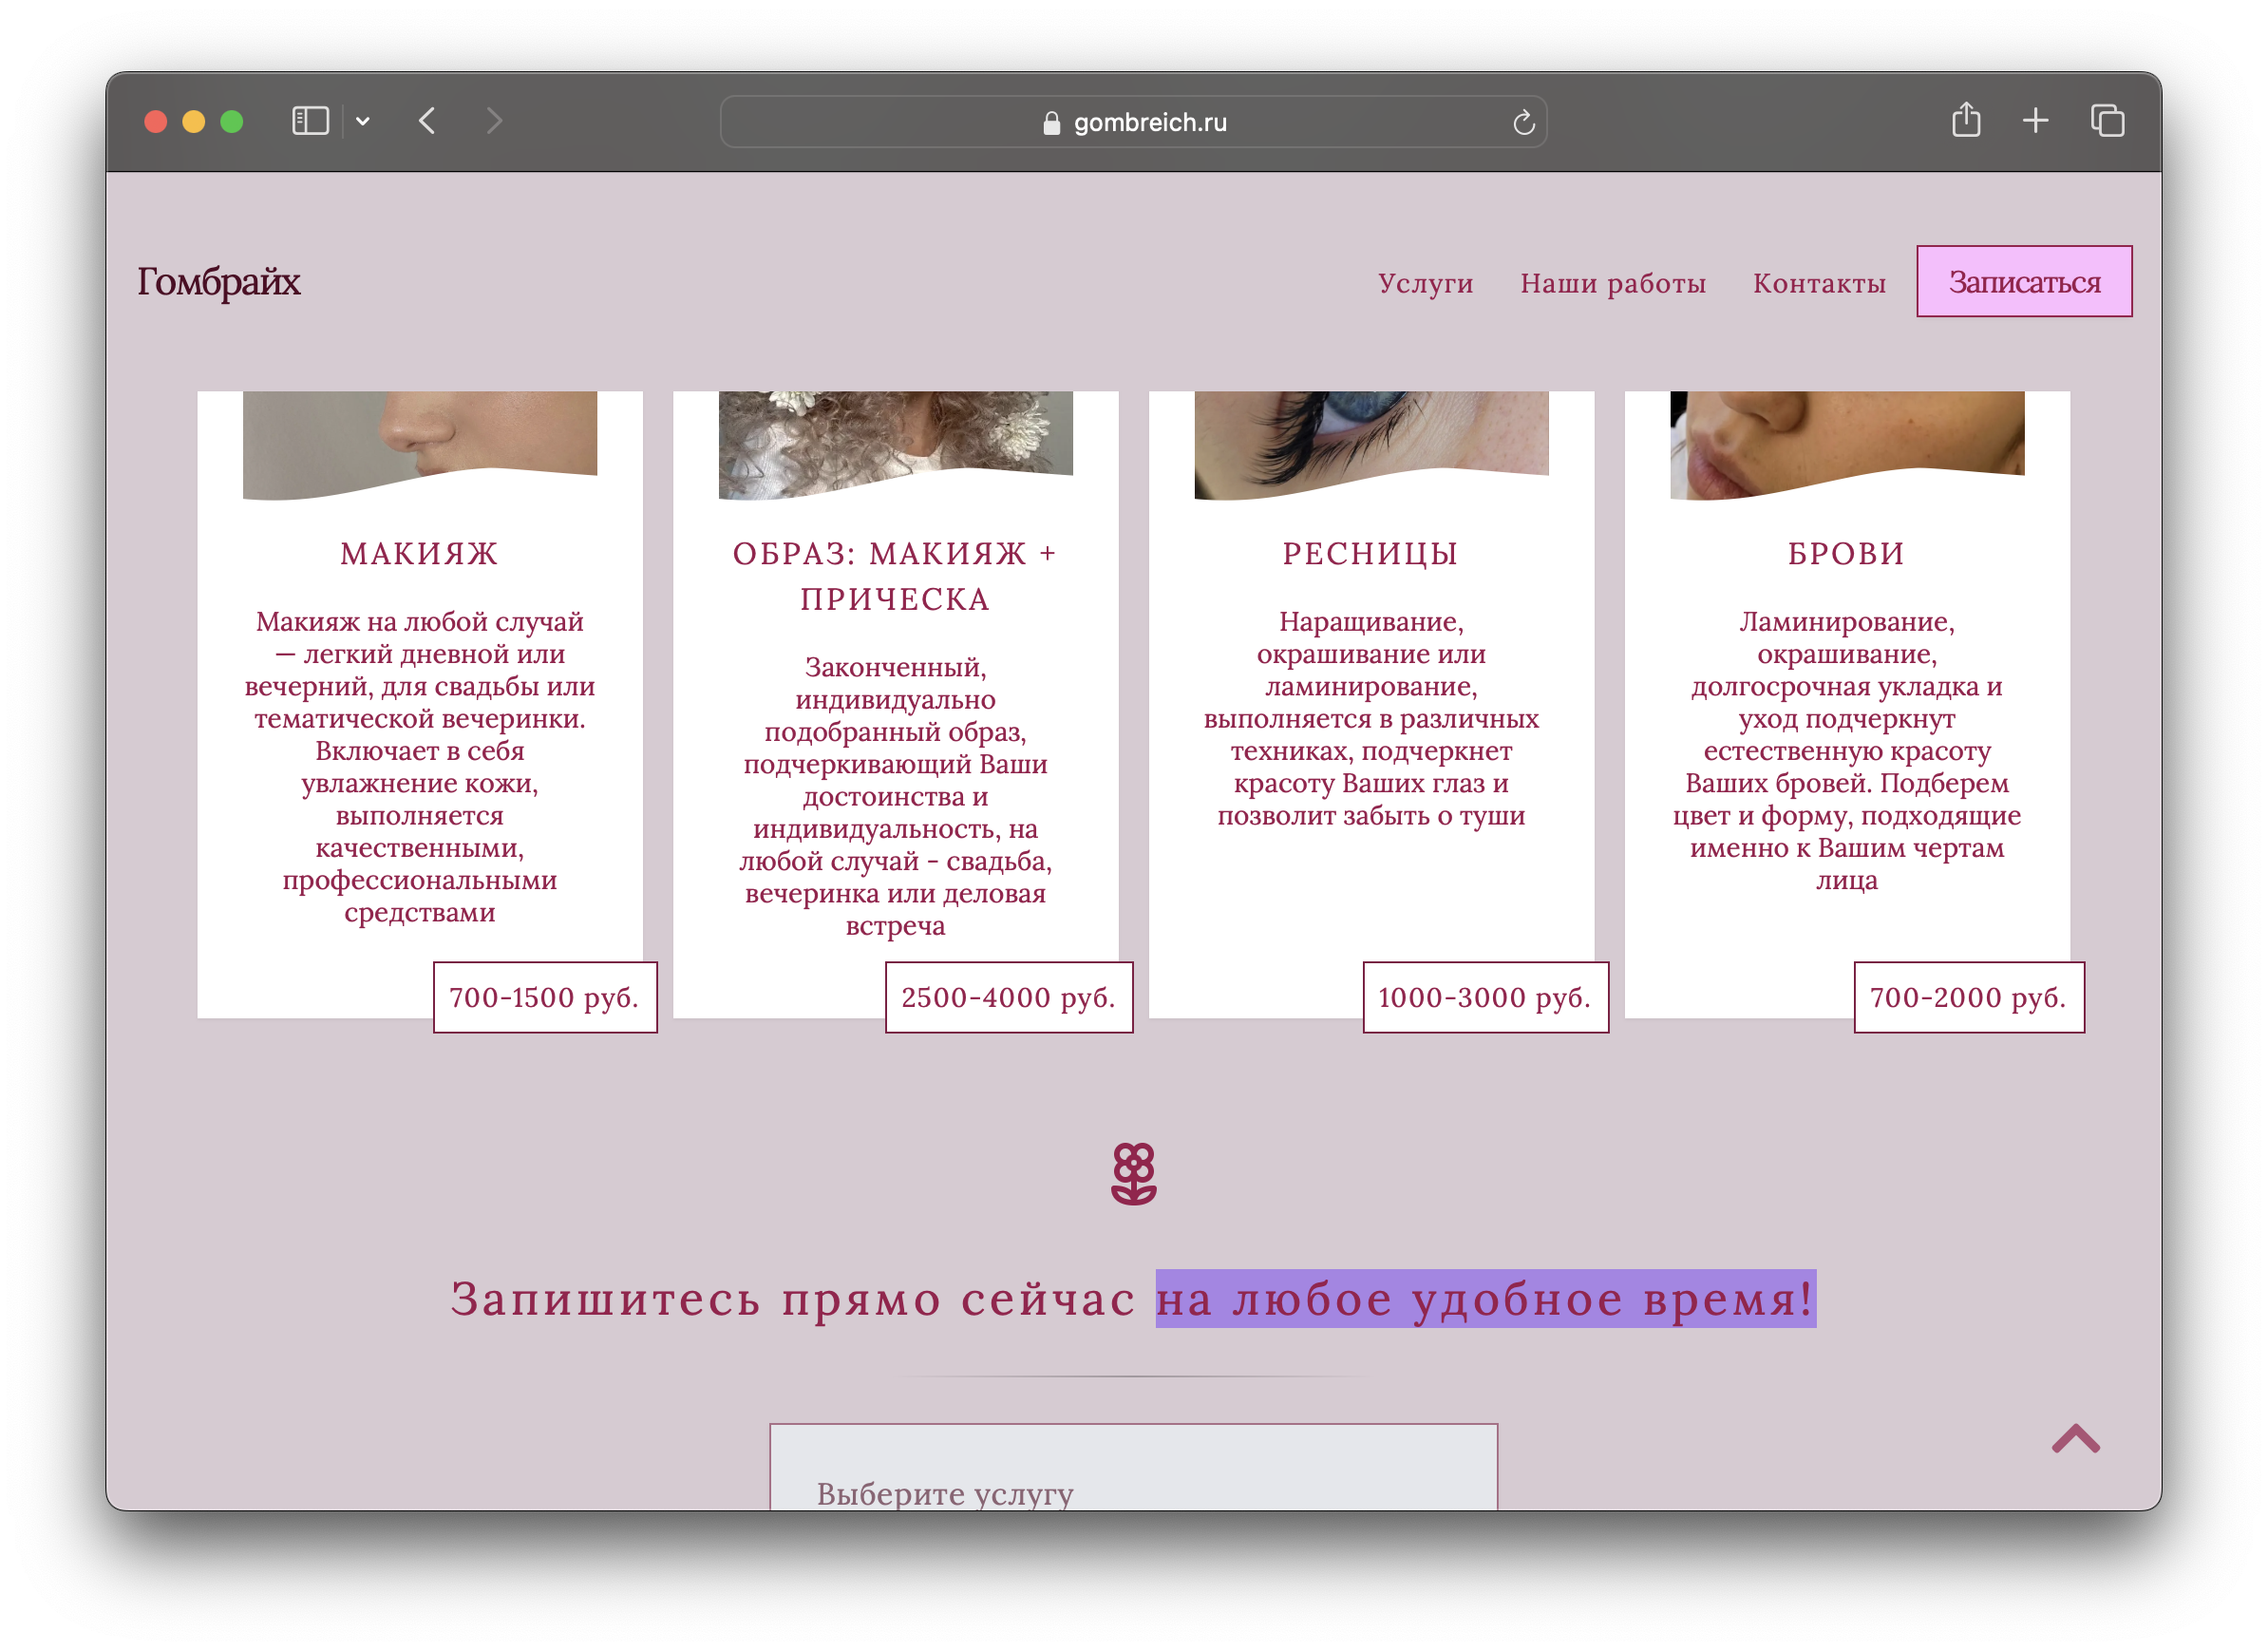 gombreich.ru
Гомбрайх
Услуги
Наши работы
Контакты
Записаться
МАКИЯЖ
Макияж на любой случай
— легкий дневной или
вечерний, для свадьбы или
тематической вечеринки.
Включает в себя
увлажнение кожи,
выполняется
качественными,
профессиональными
средствами
700-1500 руб.
ОБРАЗ: МАКИЯЖ +
ПРИЧЕСКА
Законченный,
индивидуально
подобранный образ,
подчеркивающий Ваши
достоинства и
индивидуальность, на
любой случай - свадьба,
вечеринка или деловая
встреча
2500-4000 руб.
РЕСНИЦЫ
Наращивание,
окрашивание или
ламинирование,
выполняется в различных
техниках, подчеркнет
красоту Ваших глаз и
позволит забыть о туши
1000-3000 руб.
БРОВИ
Ламинирование,
окрашивание,
долгосрочная укладка и
уход подчеркнут
естественную красоту
Ваших бровей. Подберем
цвет и форму, подходящие
именно к Вашим чертам
лица
700-2000 руб.
Запишитесь прямо сейчас на любое удобное время!
Выберите услугу